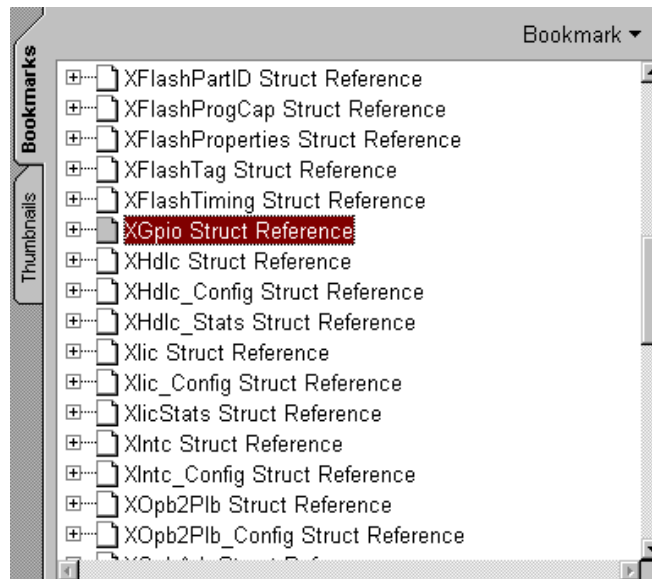 Bookmark
Bookmarks
Thumbnails
XFlashPartID Struct Reference
XFlashProgCap Struct Reference
XFlashProperties Struct Reference
XFlashTag Struct Reference
XFlashTiming Struct Reference
XGpio Struct Reference
XHdlc Struct Reference
XHdlc_Config Struct Reference
XHdlc_Stats Struct Reference
XIic Struct Reference
XIic_Config Struct Reference
XIicStats Struct Reference
XIntc Struct Reference
XIntc_Config Struct Reference
XOpb2Plb Struct Reference
XOpb2Plb_Config Struct Reference